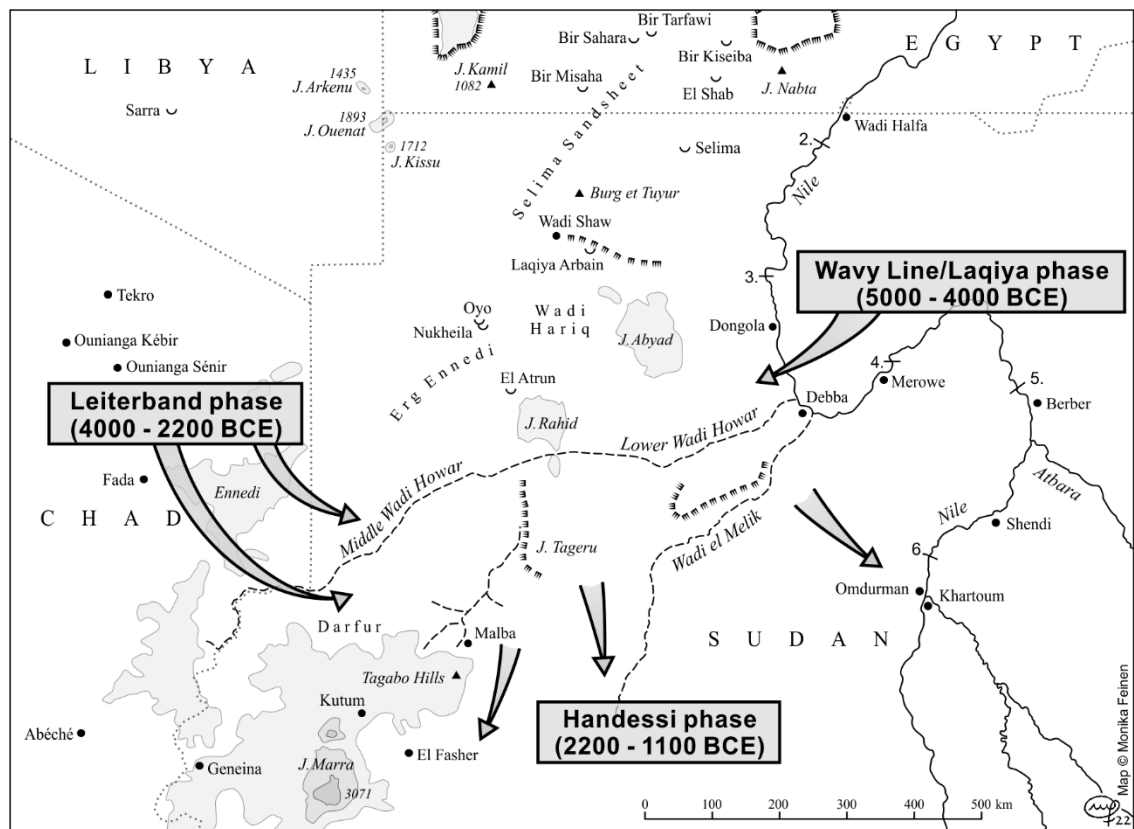 Bir Tarfawi
Bir Sahara
E G Y P T
L I B Y A
J. Kamil
1082
Bir Kiseiba
1435
J. Arkenu
Bir Misaha
El Shab
J. Nabta
Sarra
1893
J. Ouenat
Wadi Halfa
2.
1712
J. Kissu
Selima
Selima Sandsheet
Nile
Burg et Tuyur
Wadi Shaw
Laqiya Arbain
Wavy Line/Laqiya phase
(5000 - 4000 BCE)
3.
Tekro
Oyo
Nukheila
Wadi
Hariq
J. Abyad
Dongola
Ounianga Kébir
Ounianga Sénir
Erg Ennedi
El Atrun
4.
Merowe
5.
Berber
Leiterband phase
(4000 - 2200 BCE)
Debba
J. Rahid
Lower Wadi Howar
Middle Wadi Howar
Fada
Ennedi
Atbara
C H A D
Nile
Shendi
J. Tageru
Wadi el Melik
6.
Omdurman
Khartoum
Darfur
Malba
S U D A N
Tagabo Hills
Kutum
Handessi phase
(2200 - 1100 BCE)
Abéché
El Fasher
Geneina
J. Marra
3071
0 100 200 300 400 500 km
Map © Monika Feinen
22